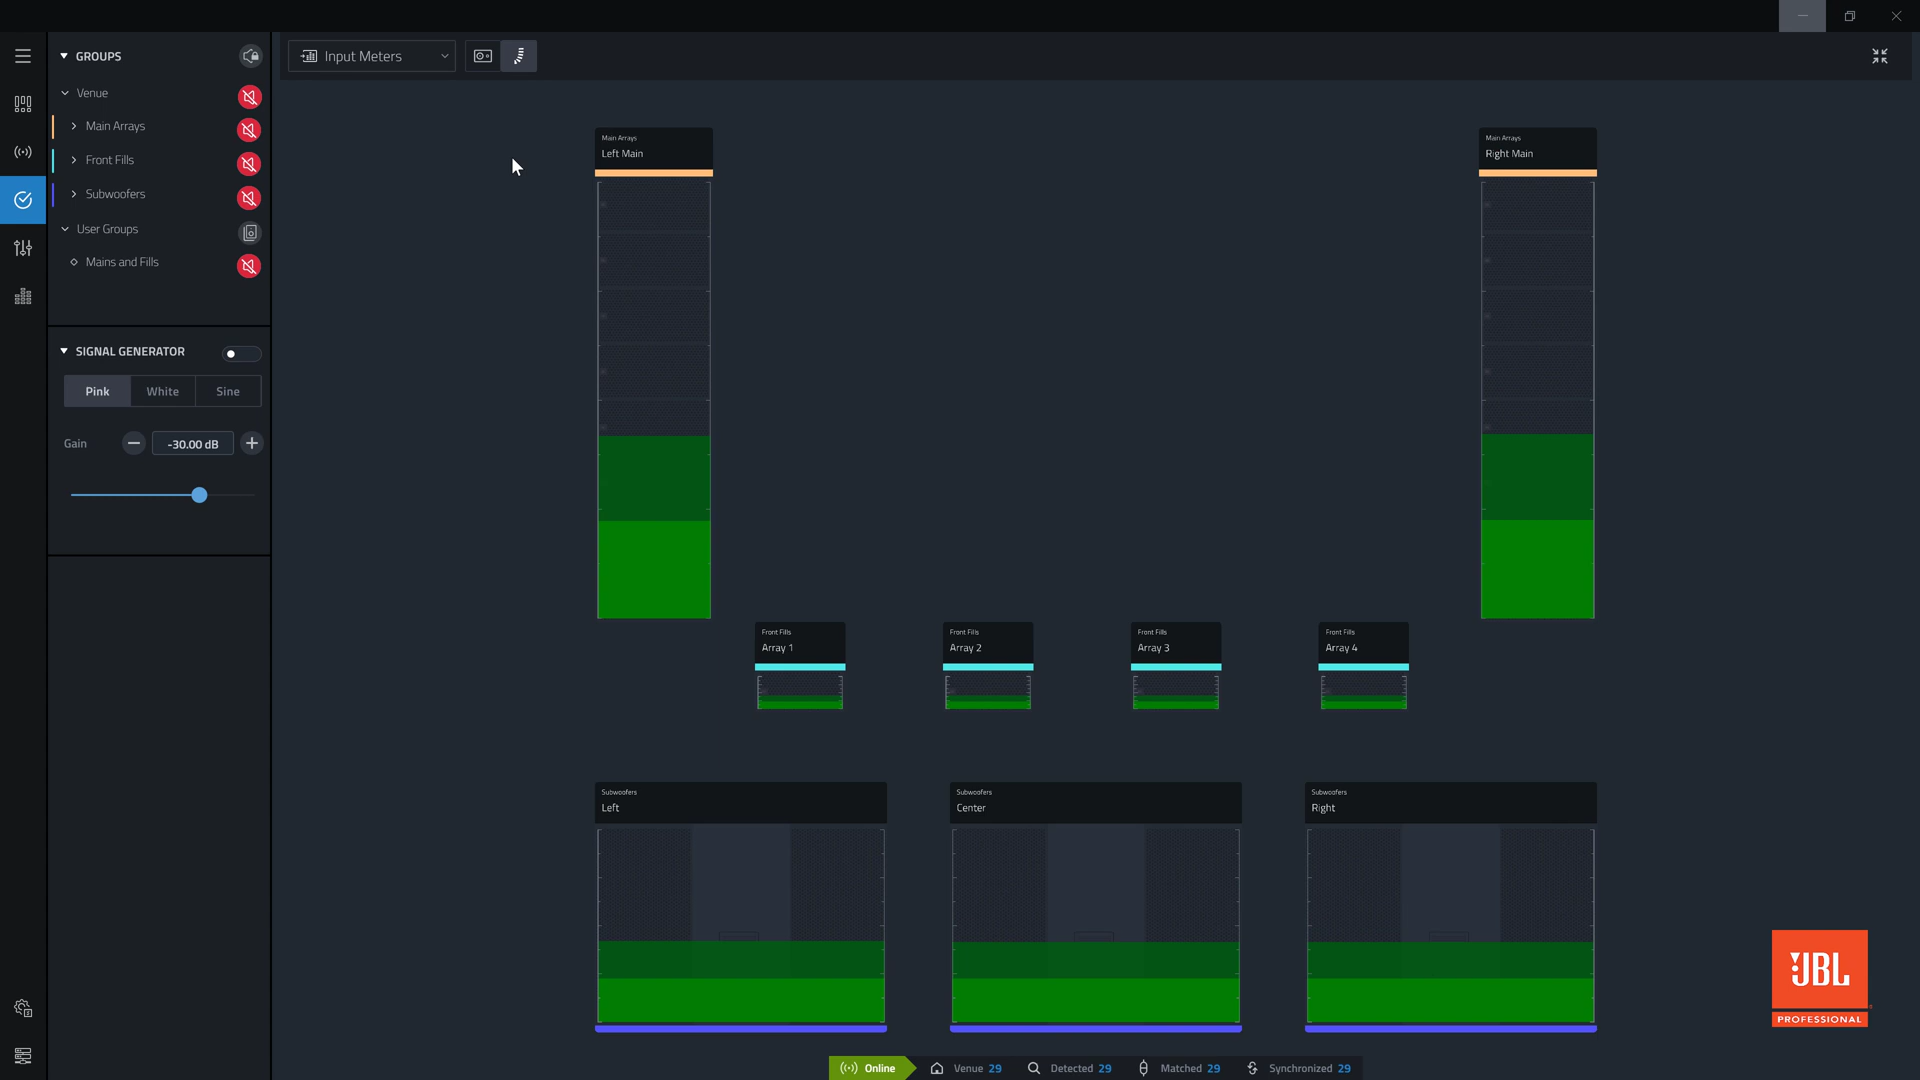 GROUPS
Venue
Main Arrays
Front Fills
Subwoofers
User Groups
Mains and Fills
SIGNAL GENERATOR
Pink White Sine
Gain -30.00 dB
Input Meters
Main Arrays
Left Main
Main Arrays
Right Main
Front Fills
Array 1
Front Fills
Array 2
Front Fills
Array 3
Front Fills
Array 4
Subwoofers
Left
Subwoofers
Center
Subwoofers
Right
JBL
PROFESSIONAL
Online Venue 29 Detected 29 Matched 29 Synchronized 29